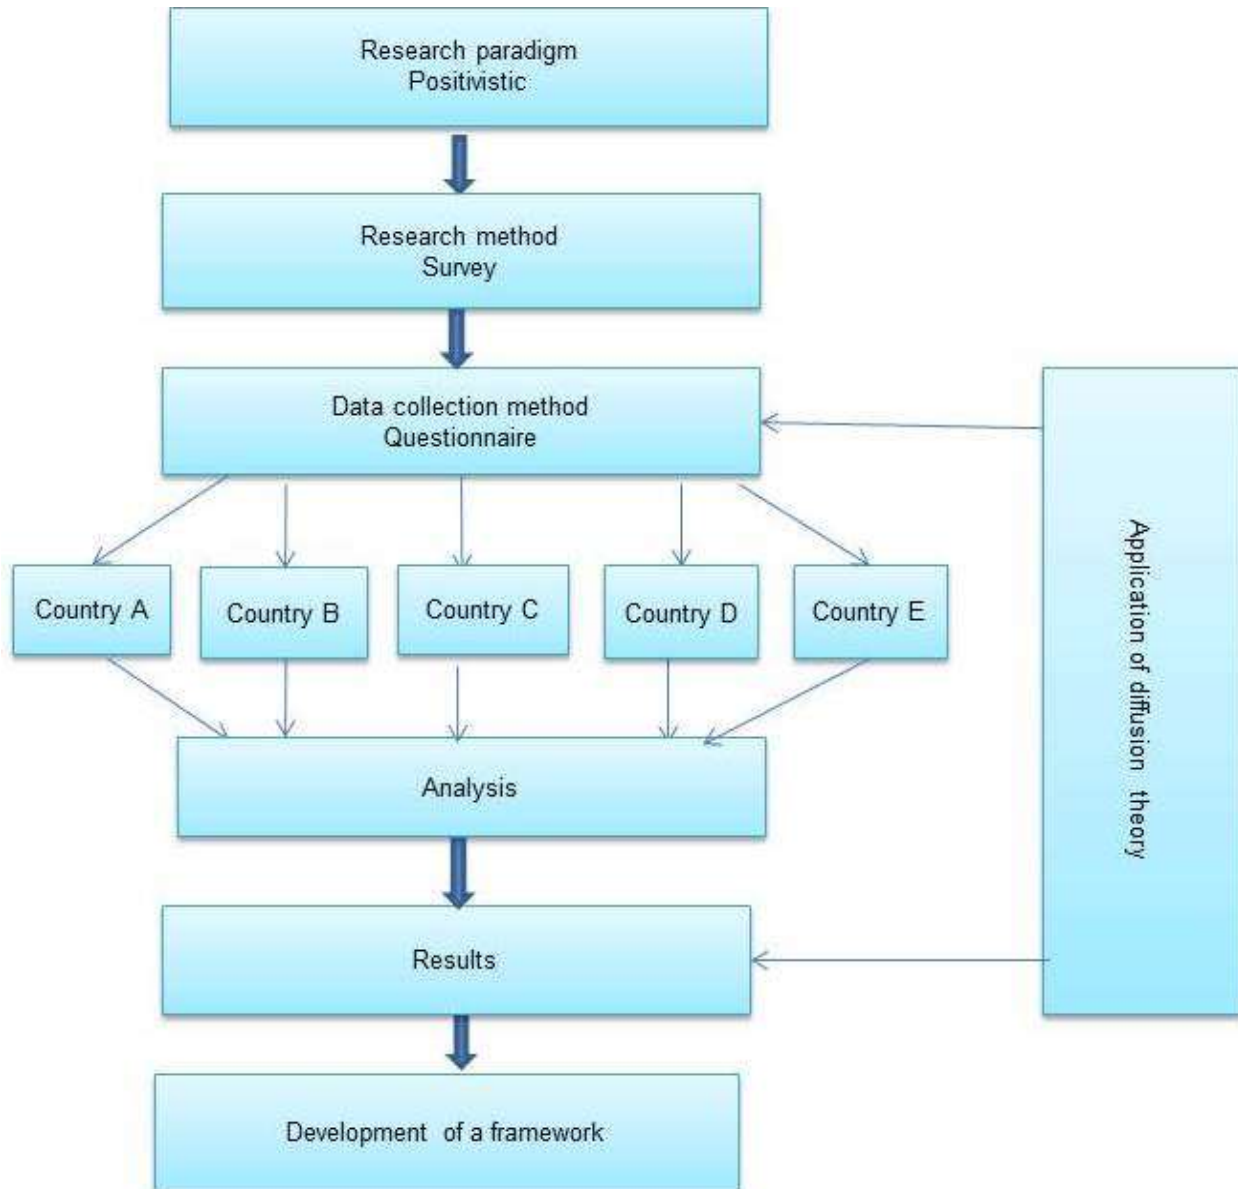 Research paradigm
Positivistic
Research method
Survey
Data collection method
Questionnaire
Country A
Country B
Country C
Country D
Country E
Application of diffusion theory
Analysis
Results
Development of a framework